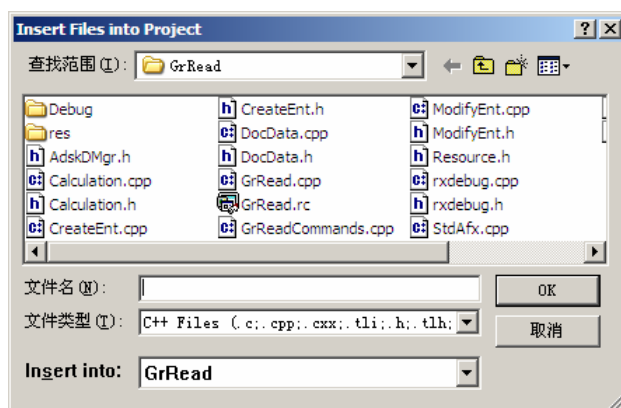 Insert Files into Project
查找范围(I): GrRead
Debug CreateEnt.h ModifyEnt.cpp
res DocData.cpp ModifyEnt.h
AdskDMgr.h DocData.h Resource.h
Calculation.cpp GrRead.cpp rxdebug.cpp
Calculation.h GrRead.rc rxdebug.h
CreateEnt.cpp GrReadCommands.cpp StdAfx.cpp
文件名(N): OK
文件类型(T): C++ Files (.c;.cpp;.cxx;.tli;.h;.tlh; 取消
Insert into: GrRead